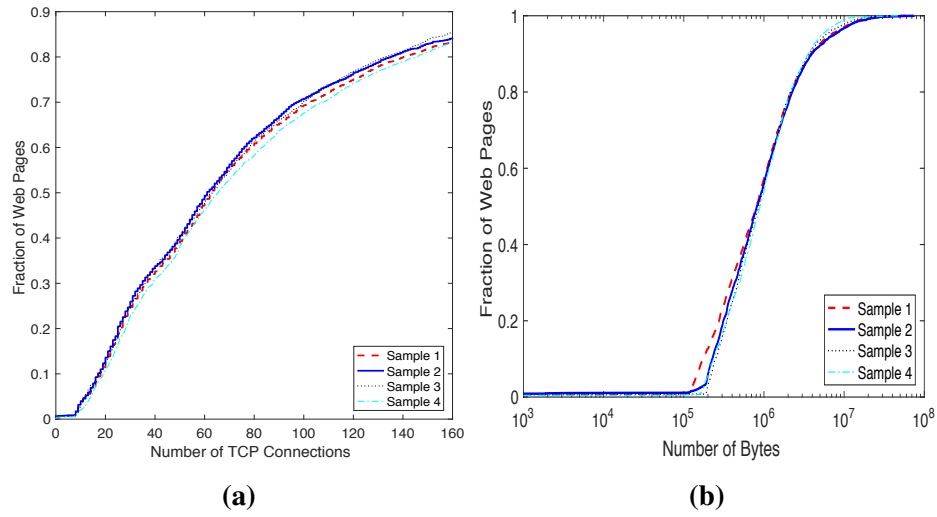 0.9
0.8
0.7
0.6
0.5
0.4
0.3
0.2
0.1
0
Fraction of Web Pages
0 20 40 60 80 100 120 140 160
Number of TCP Connections
Sample 1
Sample 2
Sample 3
Sample 4
(a)
1
0.8
0.6
0.4
0.2
0
Fraction of Web Pages
10^3 10^4 10^5 10^6 10^7 10^8
Number of Bytes
Sample 1
Sample 2
Sample 3
Sample 4
(b)